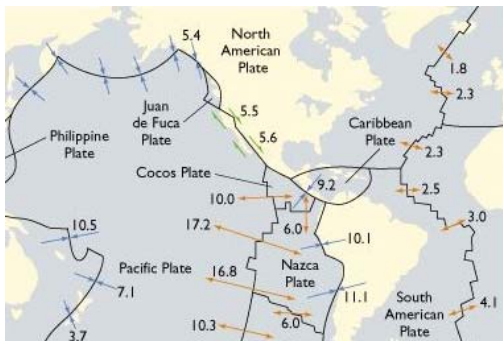 5.4
North
American
Plate
1.8
2.3
Juan
de Fuca
Plate
5.5
5.6
Philippine
Plate
Caribbean
Plate
2.3
Cocos Plate
9.2
2.5
10.0
3.0
17.2
6.0
10.5
10.1
Pacific Plate
16.8
Nazca
Plate
7.1
11.1
South
American
Plate
4.1
6.0
10.3
3.7